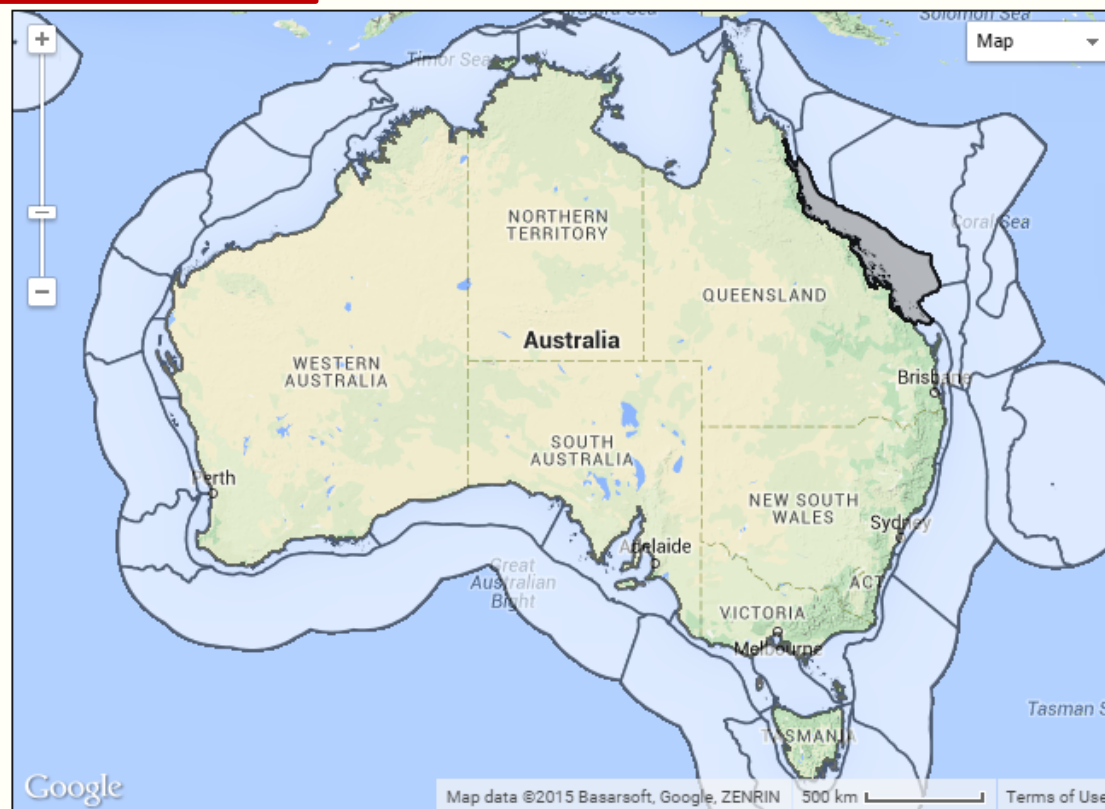 Solomon Sea
Map
Timor Sea
Coral Sea
NORTHERN
TERRITORY
QUEENSLAND
Australia
WESTERN
AUSTRALIA
Brisbane
SOUTH
AUSTRALIA
Perth
NEW SOUTH
WALES
Sydney
Adelaide
Great
Australian
Bight
ACT
VICTORIA
Melbourne
Tasman S
TASMANIA
Google
Map data ©2015 Basarsoft, Google, ZENRIN
500 km
Terms of Use